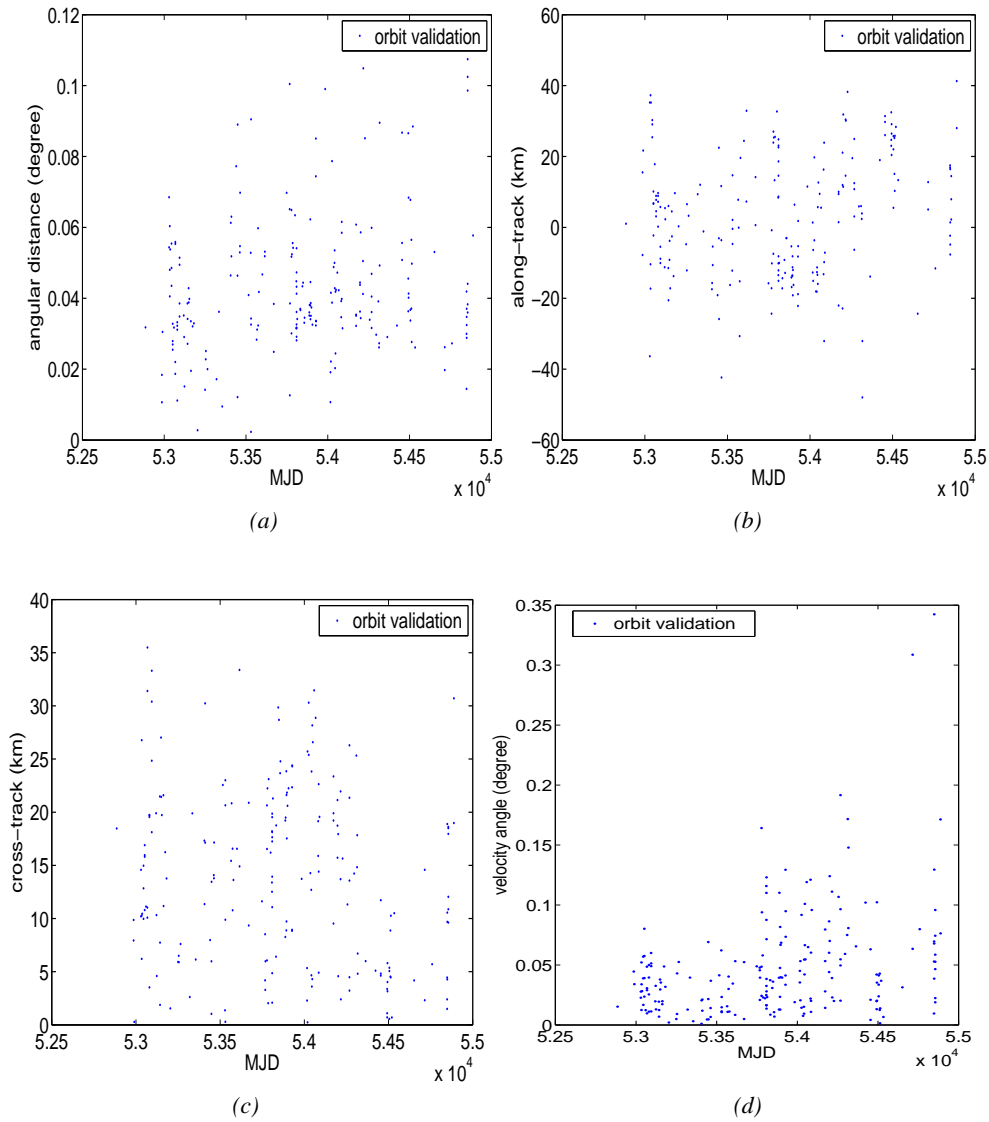 0.12
0.1
0.08
0.06
0.04
0.02
0
angular distance (degree)
orbit validation
5.25 5.3 5.35 5.4 5.45 5.5
MJD
x 10^4
(a)
60
40
20
0
−20
−40
−60
along−track (km)
orbit validation
5.25 5.3 5.35 5.4 5.45 5.5
MJD
x 10^4
(b)
40
35
30
25
20
15
10
5
0
cross−track (km)
orbit validation
5.25 5.3 5.35 5.4 5.45 5.5
MJD
x 10^4
(c)
0.35
0.3
0.25
0.2
0.15
0.1
0.05
0
velocity angle (degree)
orbit validation
5.25 5.3 5.35 5.4 5.45 5.5
MJD
x 10^4
(d)